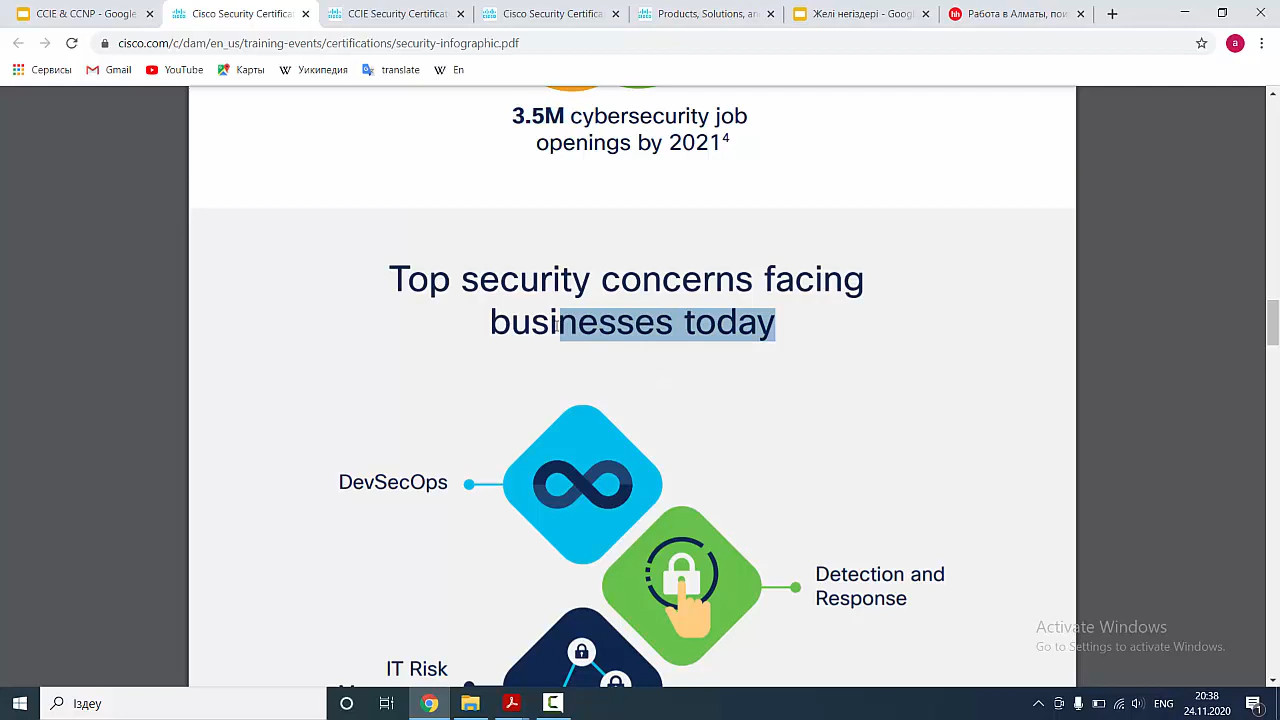 CCIE & CCNP - Google
Cisco Security Certificat
CCIE Security Certificat
Cisco Security Certificat
Products, Solutions, an
Желі негіздері - Google
Работа в Алматы, пои
cisco.com/c/dam/en_us/training-events/certifications/security-infographic.pdf
a
Сервисы
Gmail
YouTube
Карты
Уикипедия
translate
En
3.5M cybersecurity job
openings by 2021⁴
Top security concerns facing
businesses today
DevSecOps
Detection and
Response
IT Risk
Activate Windows
Go to Settings to activate Windows.
Іздеу
ENG
20:38
24.11.2020